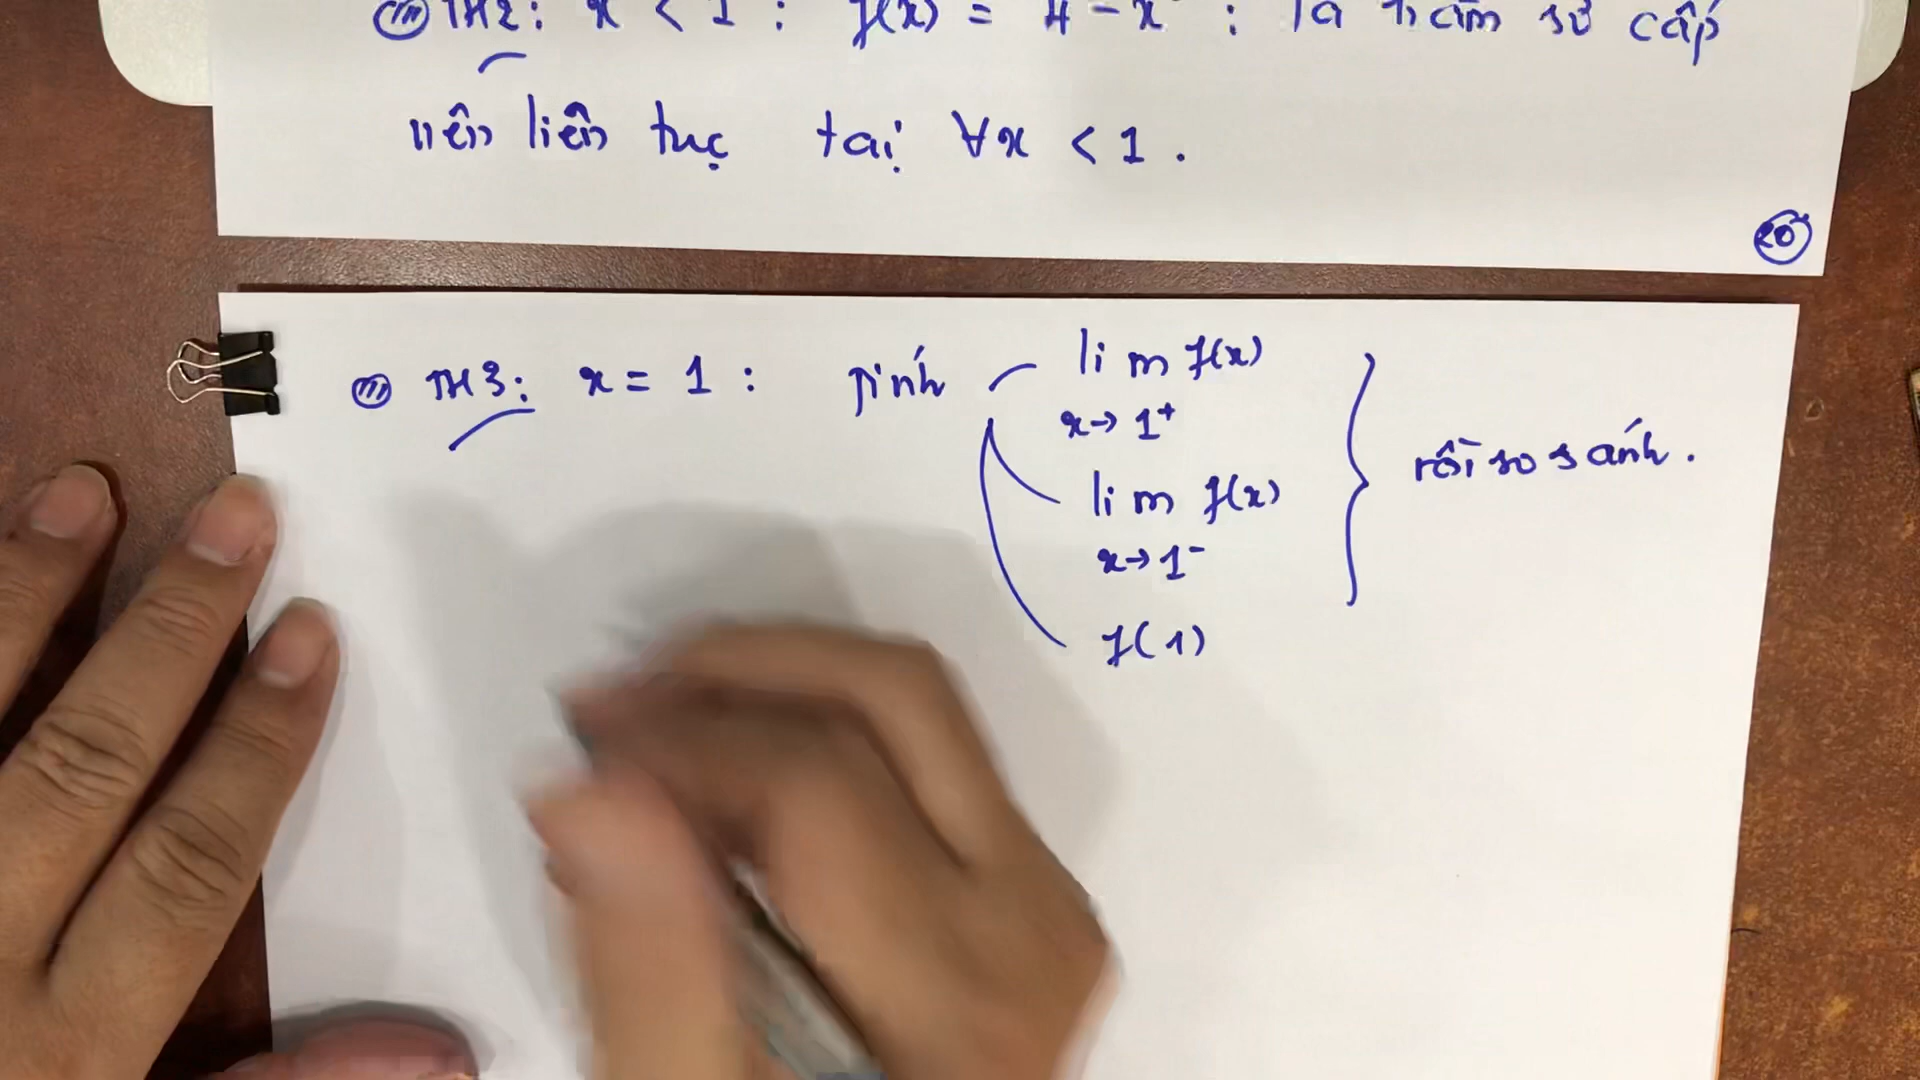 TH2: x < 1 : f(x) = 4 - x : là hàm sơ cấp
nên liên tục tại ∀x < 1 .
20
TH3: x = 1 : Tính
lim f(x)
x → 1⁺
lim f(x)
x → 1⁻
f(1)
rồi so sánh .